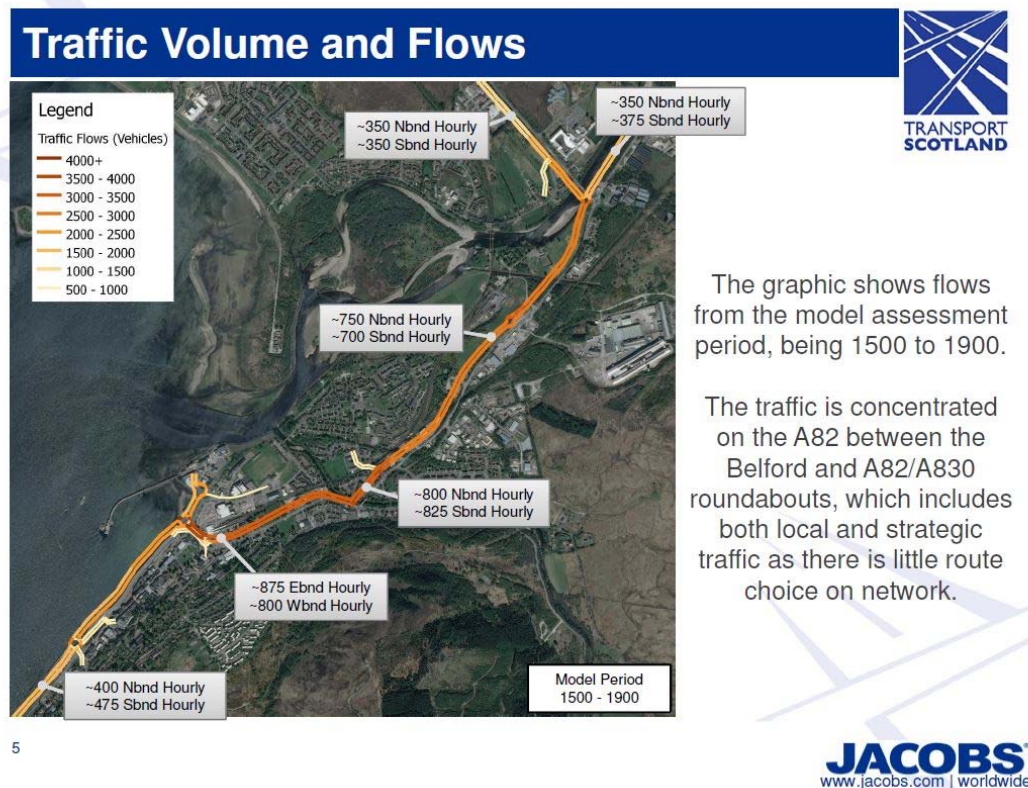 Traffic Volume and Flows
TRANSPORT
SCOTLAND
Legend
Traffic Flows (Vehicles)
4000+
3500 - 4000
3000 - 3500
2500 - 3000
2000 - 2500
1500 - 2000
1000 - 1500
500 - 1000
~350 Nbnd Hourly
~350 Sbnd Hourly
~350 Nbnd Hourly
~375 Sbnd Hourly
~750 Nbnd Hourly
~700 Sbnd Hourly
~800 Nbnd Hourly
~825 Sbnd Hourly
~875 Ebnd Hourly
~800 Wbnd Hourly
~400 Nbnd Hourly
~475 Sbnd Hourly
Model Period
1500 - 1900
The graphic shows flows
from the model assessment
period, being 1500 to 1900.
The traffic is concentrated
on the A82 between the
Belford and A82/A830
roundabouts, which includes
both local and strategic
traffic as there is little route
choice on network.
5
JACOBS
www.jacobs.com | worldwide